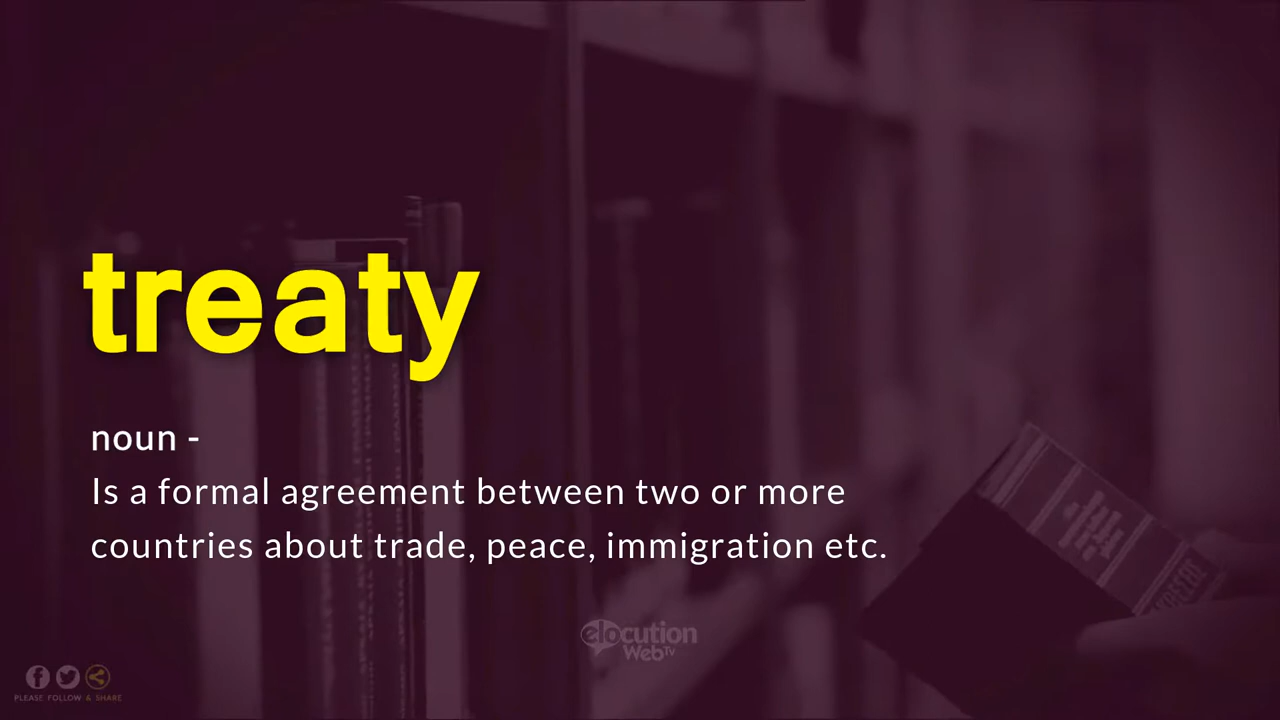 treaty
noun -
Is a formal agreement between two or more
countries about trade, peace, immigration etc.
elocution
WebTV
PLEASE FOLLOW & SHARE